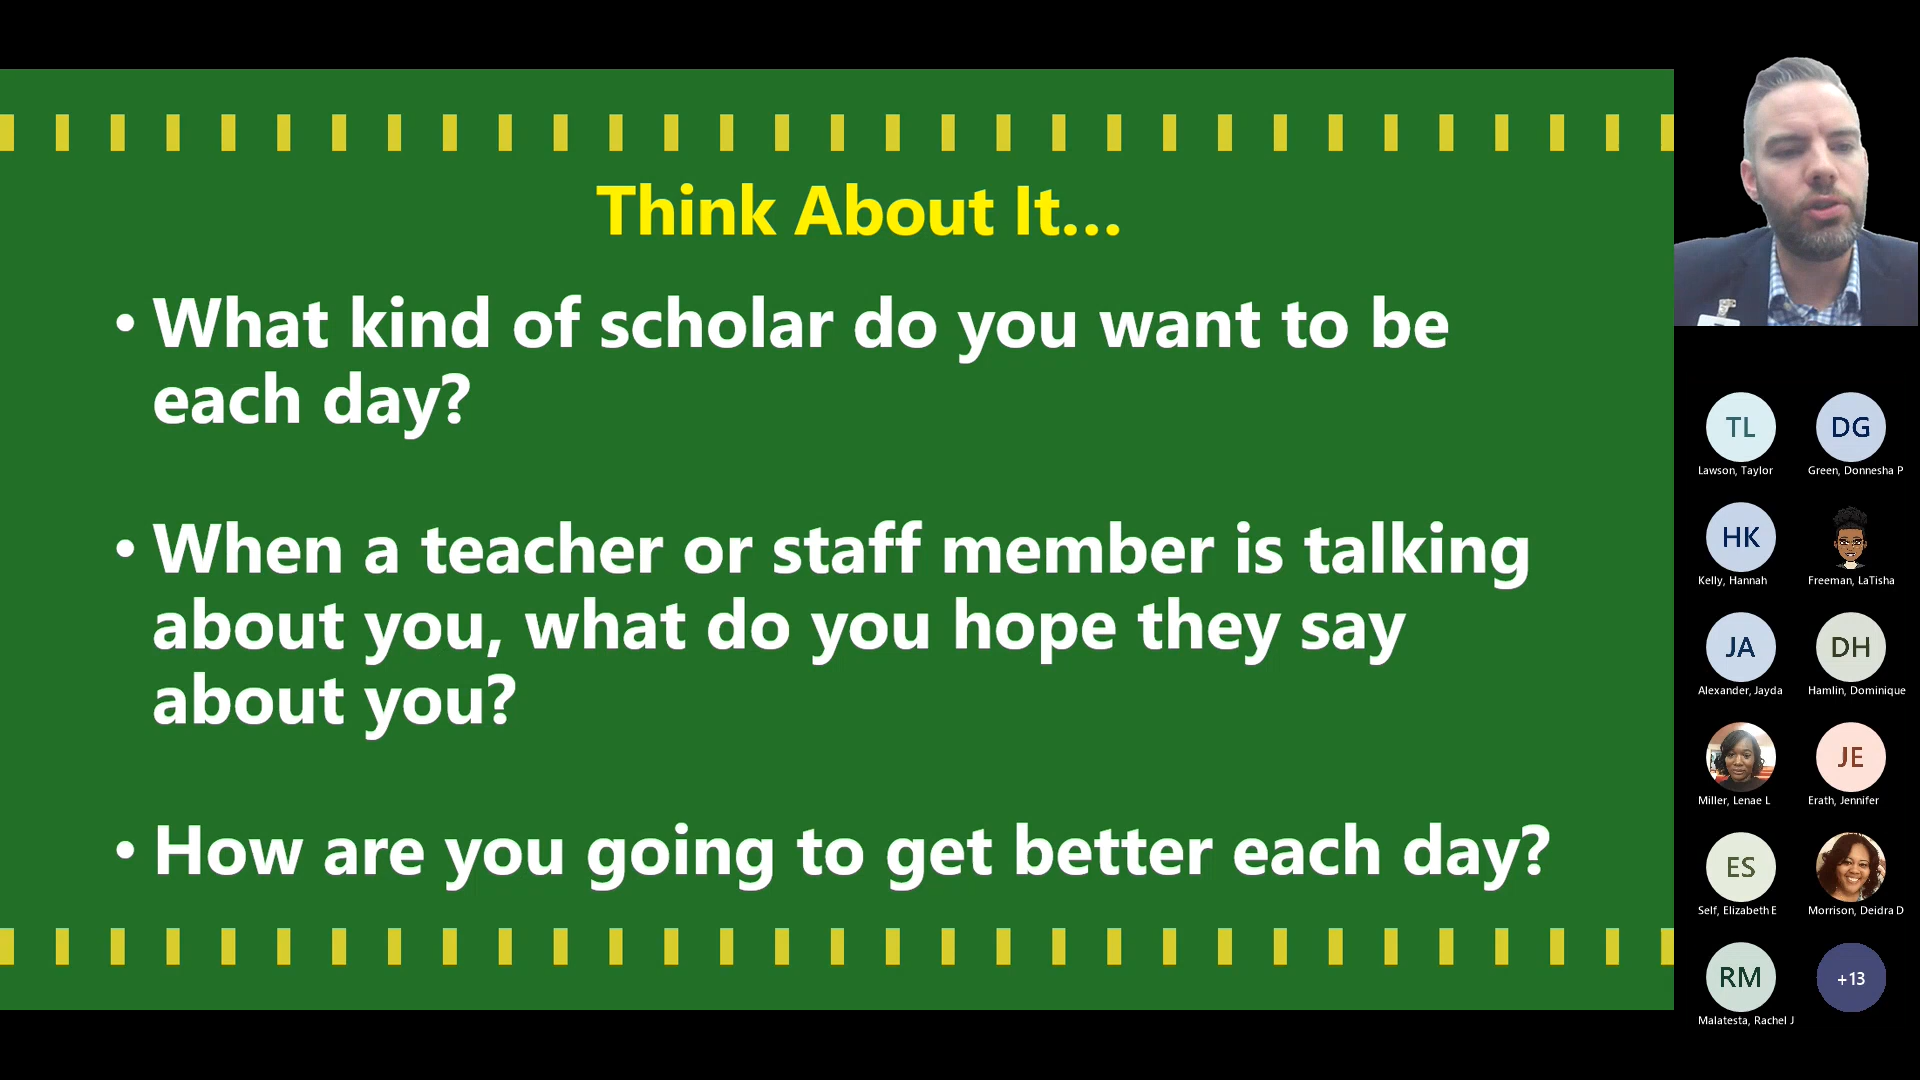 Think About It...
• What kind of scholar do you want to be
each day?
• When a teacher or staff member is talking
about you, what do you hope they say
about you?
• How are you going to get better each day?
TL
Lawson, Taylor
DG
Green, Donnesha P
HK
Kelly, Hannah
Freeman, LaTisha
JA
Alexander, Jayda
DH
Hamlin, Dominique
Miller, Lenae L
JE
Erath, Jennifer
ES
Self, Elizabeth E
Morrison, Deidra D
RM
Malatesta, Rachel J
+13